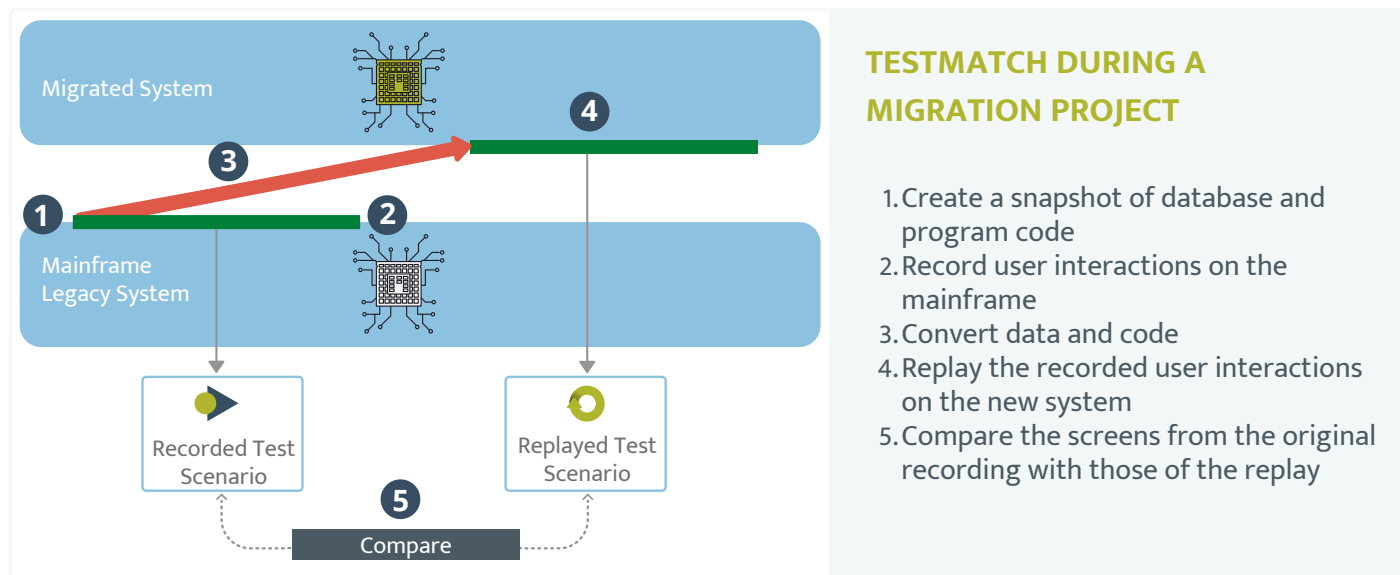 Migrated System
4
3
1
2
Mainframe
Legacy System
Recorded Test
Scenario
Replayed Test
Scenario
5
Compare
TESTMATCH DURING A
MIGRATION PROJECT
1. Create a snapshot of database and
program code
2. Record user interactions on the
mainframe
3. Convert data and code
4. Replay the recorded user interactions
on the new system
5. Compare the screens from the original
recording with those of the replay